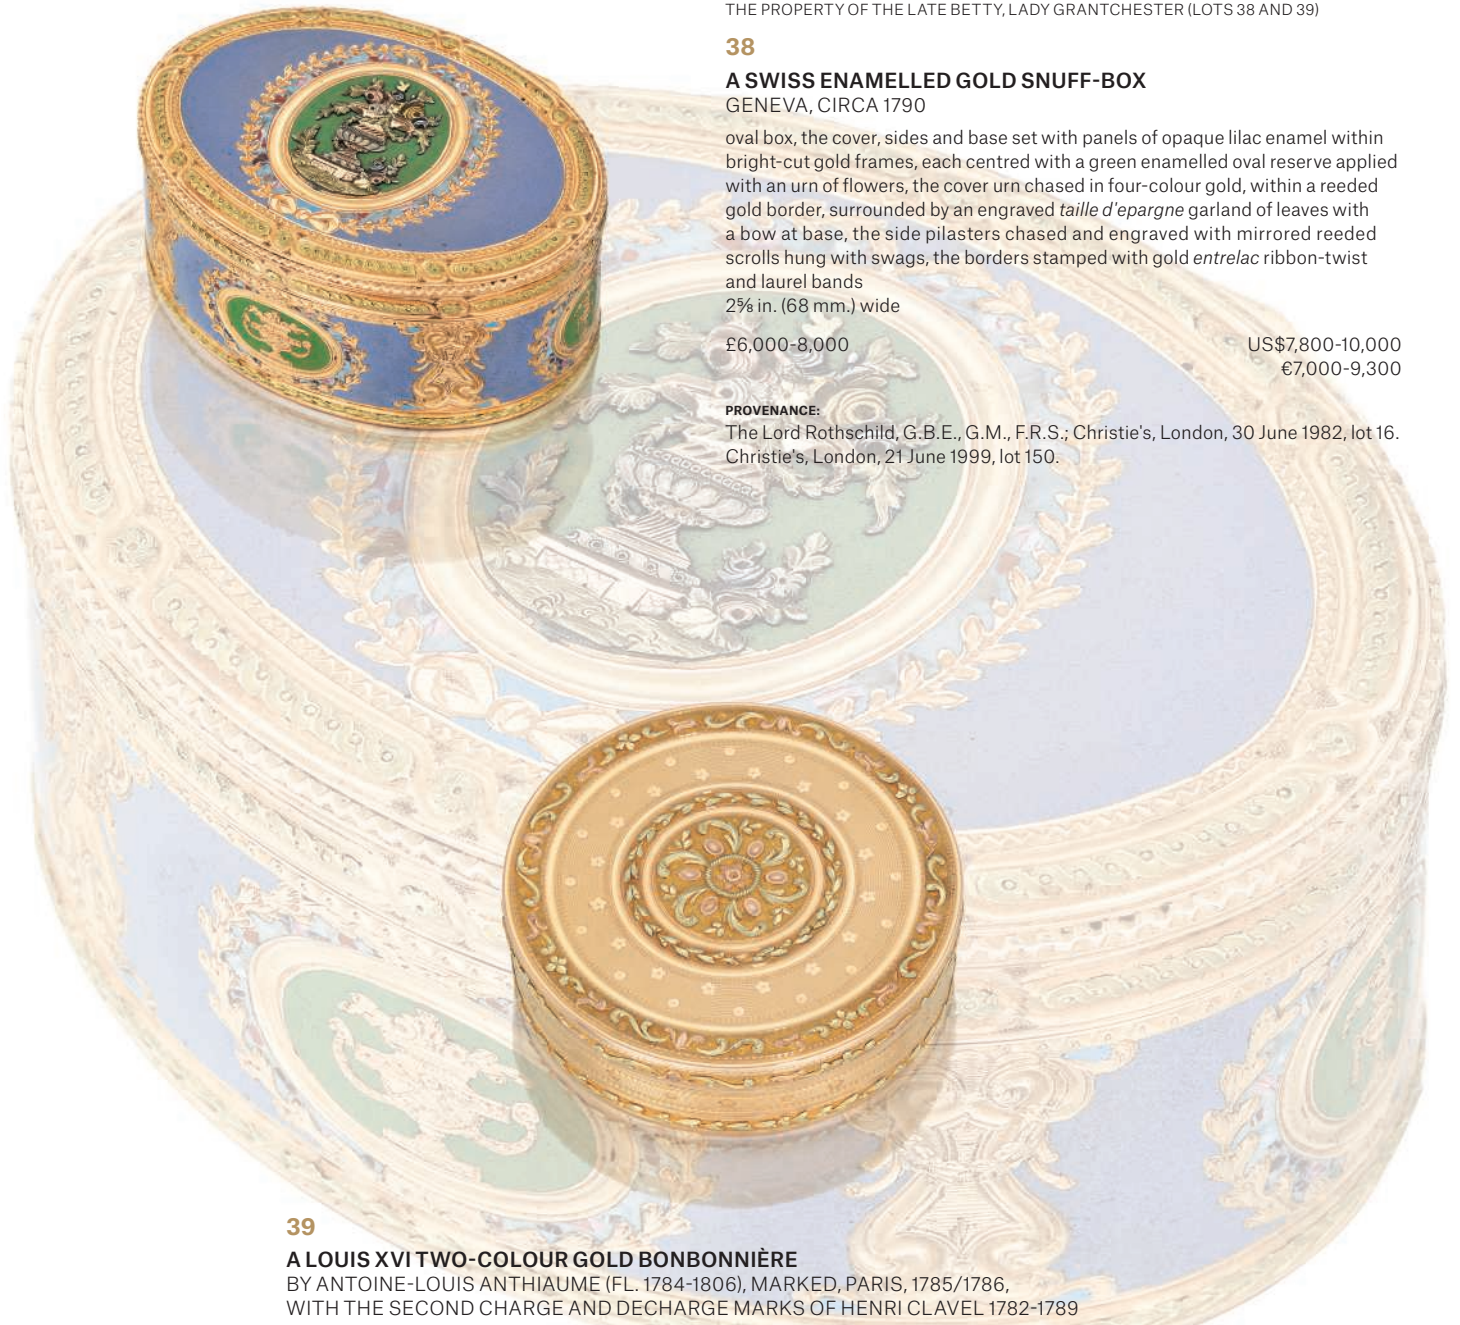 THE PROPERTY OF THE LATE BETTY, LADY GRANTCHESTER (LOTS 38 AND 39)
38
A SWISS ENAMELLED GOLD SNUFF-BOX
GENEVA, CIRCA 1790
oval box, the cover, sides and base set with panels of opaque lilac enamel within
bright-cut gold frames, each centred with a green enamelled oval reserve applied
with an urn of flowers, the cover urn chased in four-colour gold, within a reeded
gold border, surrounded by an engraved taille d'epargne garland of leaves with
a bow at base, the side pilasters chased and engraved with mirrored reeded
scrolls hung with swags, the borders stamped with gold entrelac ribbon-twist
and laurel bands
2⅝ in. (68 mm.) wide
£6,000-8,000 US$7,800-10,000
€7,000-9,300
PROVENANCE:
The Lord Rothschild, G.B.E., G.M., F.R.S.; Christie's, London, 30 June 1982, lot 16.
Christie's, London, 21 June 1999, lot 150.
39
A LOUIS XVI TWO-COLOUR GOLD BONBONNIÈRE
BY ANTOINE-LOUIS ANTHIAUME (FL. 1784-1806), MARKED, PARIS, 1785/1786,
WITH THE SECOND CHARGE AND DECHARGE MARKS OF HENRI CLAVEL 1782-1789